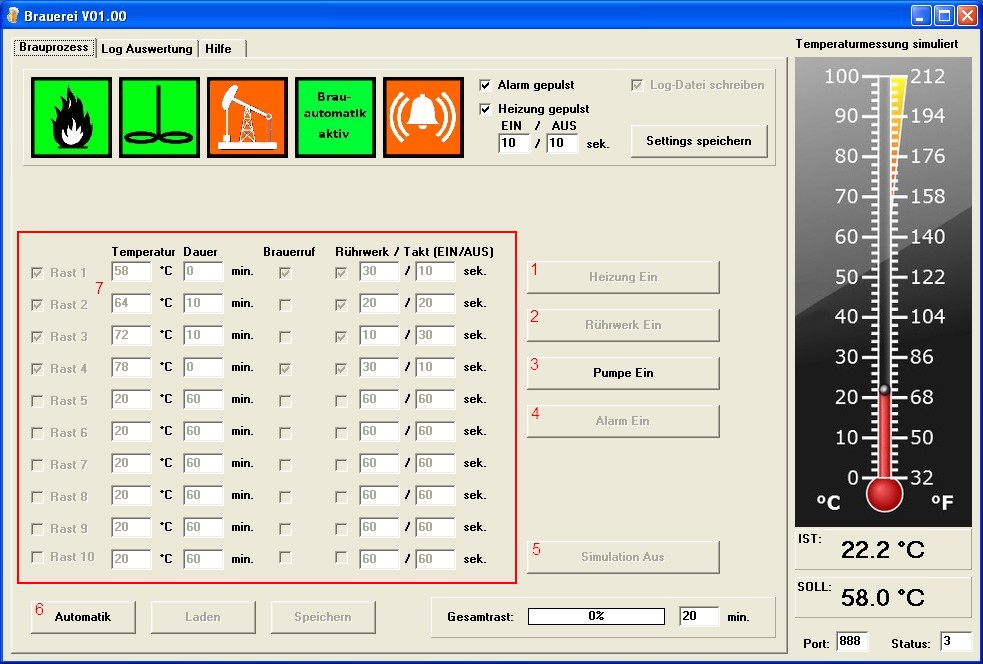 Brauerei V01.00
Brauprozess Log Auswertung Hilfe
Temperaturmessung simuliert
Brau-
automatik
aktiv
Alarm gepulst
Log-Datei schreiben
Heizung gepulst
EIN / AUS
10 / 10 sek.
Settings speichern
Temperatur Dauer Brauerruf Rührwerk / Takt (EIN/AUS)
Rast 1 58 °C 0 min. 30 / 10 sek.
7
Rast 2 64 °C 10 min. 20 / 20 sek.
Rast 3 72 °C 10 min. 10 / 30 sek.
Rast 4 78 °C 0 min. 30 / 10 sek.
Rast 5 20 °C 60 min. 60 / 60 sek.
Rast 6 20 °C 60 min. 60 / 60 sek.
Rast 7 20 °C 60 min. 60 / 60 sek.
Rast 8 20 °C 60 min. 60 / 60 sek.
Rast 9 20 °C 60 min. 60 / 60 sek.
Rast 10 20 °C 60 min. 60 / 60 sek.
1 Heizung Ein
2 Rührwerk Ein
3 Pumpe Ein
4 Alarm Ein
5 Simulation Aus
6 Automatik
Laden
Speichern
Gesamtrast: 0% 20 min.
100 212
90 194
80 176
70 158
60 140
50 122
40 104
30 86
20 68
10 50
0 32
°C °F
IST: 22.2 °C
SOLL: 58.0 °C
Port: 888 Status: 3